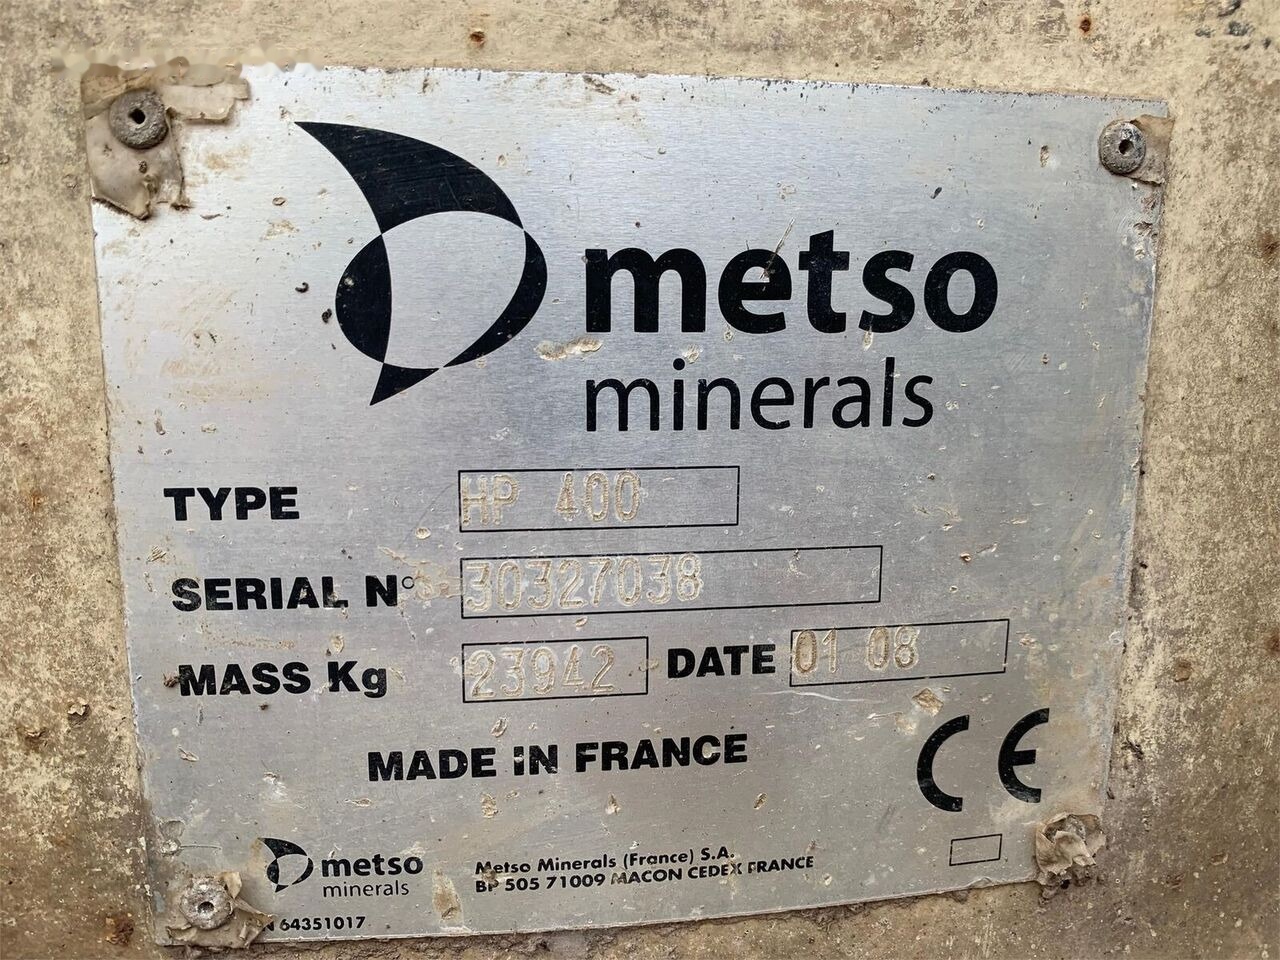 metso
minerals
TYPE HP 400
SERIAL N° 30327038
MASS Kg 23942 DATE 01 08
MADE IN FRANCE
CE
metso
minerals
Metso Minerals (France) S.A.
BP 505 71009 MACON CEDEX FRANCE
N 64351017